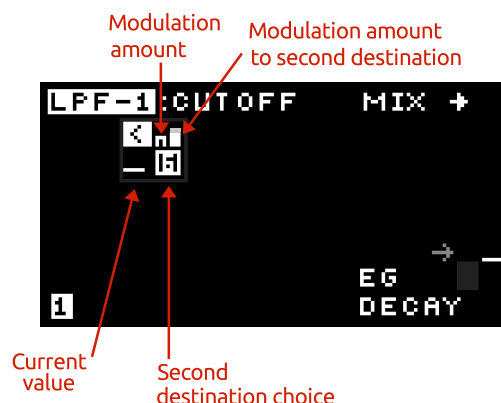 Modulation
amount
Modulation amount
to second destination
LPF-1:CUTOFF MIX →
EG
DECAY
1
Current
value
Second
destination choice